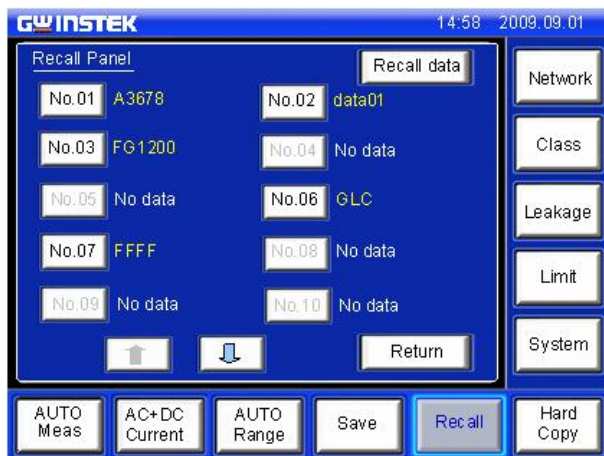 GWINSTEK 14:58 2009.09.01
Recall Panel Recall data
No.01 A3678 No.02 data01
No.03 FG1200 No.04 No data
No.05 No data No.06 GLC
No.07 FFFF No.08 No data
No.09 No data No.10 No data
Return
Network
Class
Leakage
Limit
System
AUTO
Meas
AC+DC
Current
AUTO
Range
Save
Recall
Hard
Copy